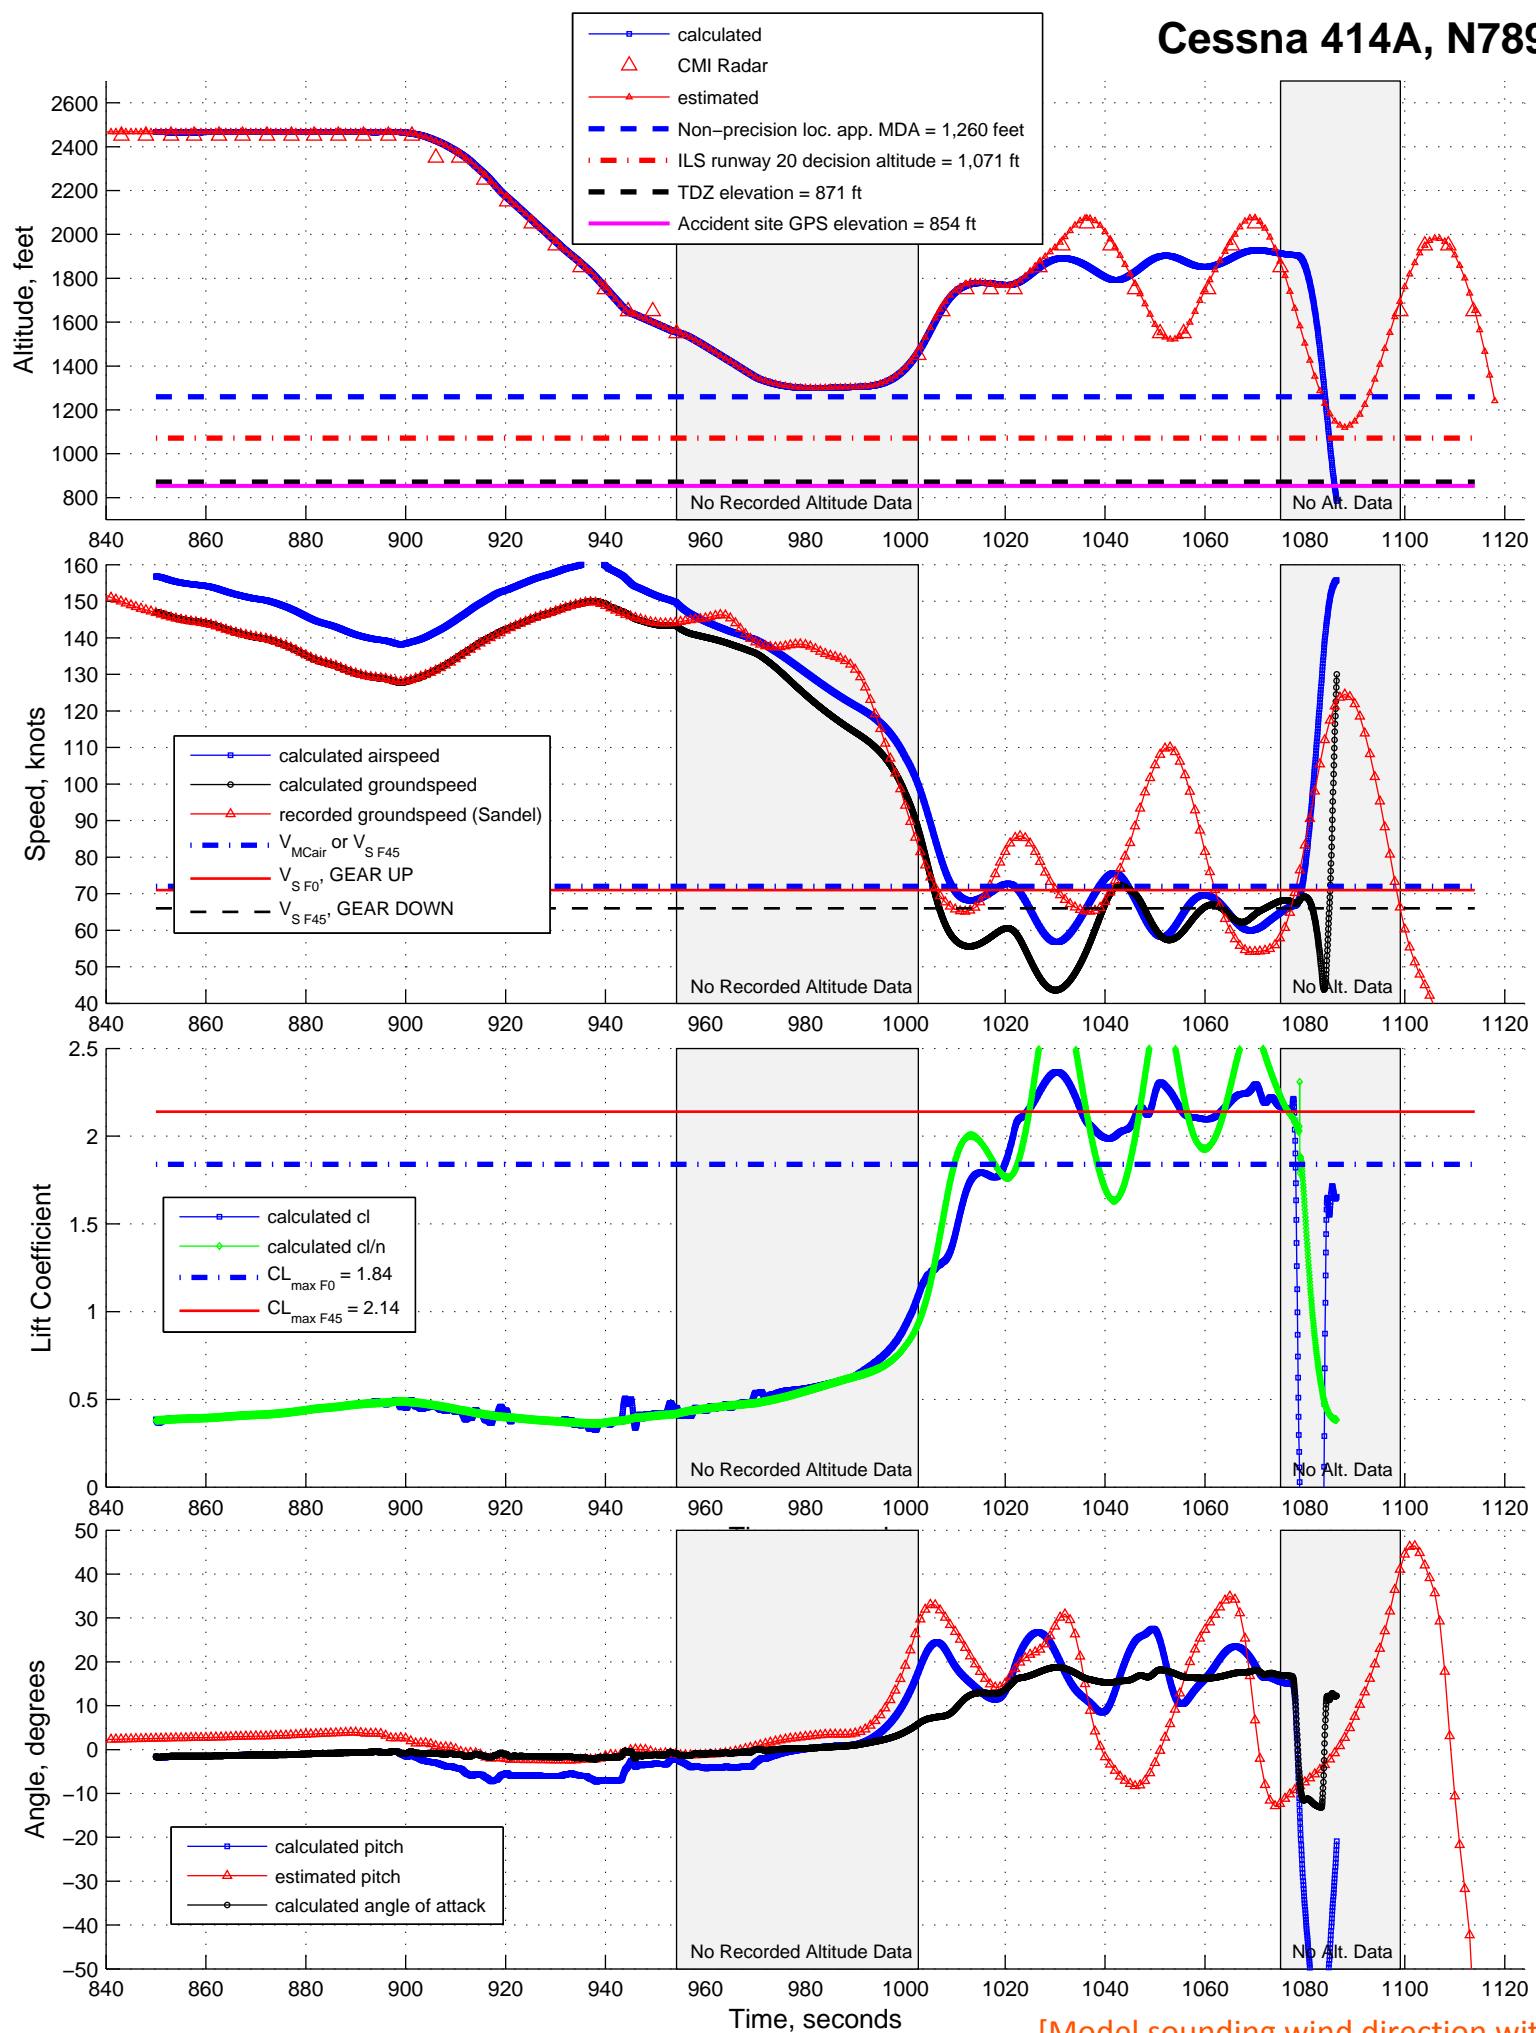 Cessna 414A, N789
calculated
CMI Radar
estimated
Non−precision loc. app. MDA = 1,260 feet
ILS runway 20 decision altitude = 1,071 ft
TDZ elevation = 871 ft
Accident site GPS elevation = 854 ft
2600
2400
2200
2000
1800
1600
1400
1200
1000
800
Altitude, feet
No Recorded Altitude Data
No Alt. Data
840 860 880 900 920 940 960 980 1000 1020 1040 1060 1080 1100 1120
160
150
140
130
120
110
100
90
80
70
60
50
40
Speed, knots
calculated airspeed
calculated groundspeed
recorded groundspeed (Sandel)
V MCair or V S F45
V S F0, GEAR UP
V S F45, GEAR DOWN
No Recorded Altitude Data
No Alt. Data
840 860 880 900 920 940 960 980 1000 1020 1040 1060 1080 1100 1120
2.5
2
1.5
1
0.5
0
Lift Coefficient
calculated cl
calculated cl/n
CL max F0 = 1.84
CL max F45 = 2.14
No Recorded Altitude Data
No Alt. Data
840 860 880 900 920 940 960 980 1000 1020 1040 1060 1080 1100 1120
50
40
30
20
10
0
−10
−20
−30
−40
−50
Angle, degrees
calculated pitch
estimated pitch
calculated angle of attack
No Recorded Altitude Data
No Alt. Data
840 860 880 900 920 940 960 980 1000 1020 1040 1060 1080 1100 1120
Time, seconds
[Model sounding wind direction wit